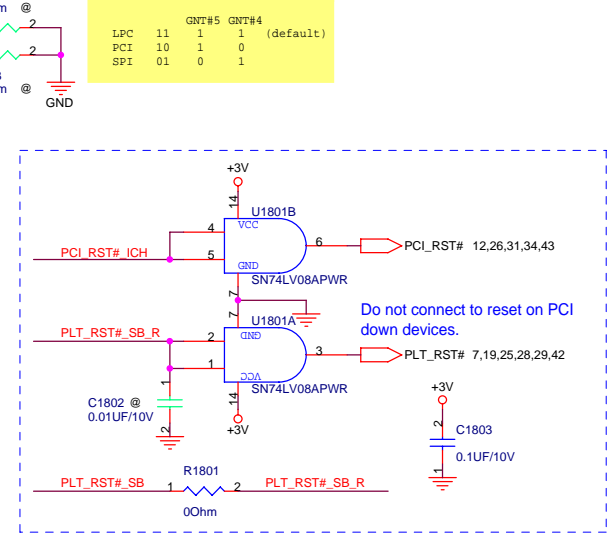 m @
2
GNT#5 GNT#4
LPC 11 1 1 (default)
PCI 10 1 0
SPI 01 0 1
2
m @
GND
+3V
14
U1801B
VCC
4
6
PCI_RST# 12,26,31,34,43
PCI_RST#_ICH
5
GND
SN74LV08APWR
7
7
U1801A
Do not connect to reset on PCI
down devices.
PLT_RST#_SB_R
2
GND
3
PLT_RST# 7,19,25,28,29,42
1
VCC
SN74LV08APWR
1
C1802 @
0.01UF/10V
2
14
+3V
+3V
2
C1803
0.1UF/10V
1
R1801
PLT_RST#_SB
1
2
PLT_RST#_SB_R
0Ohm